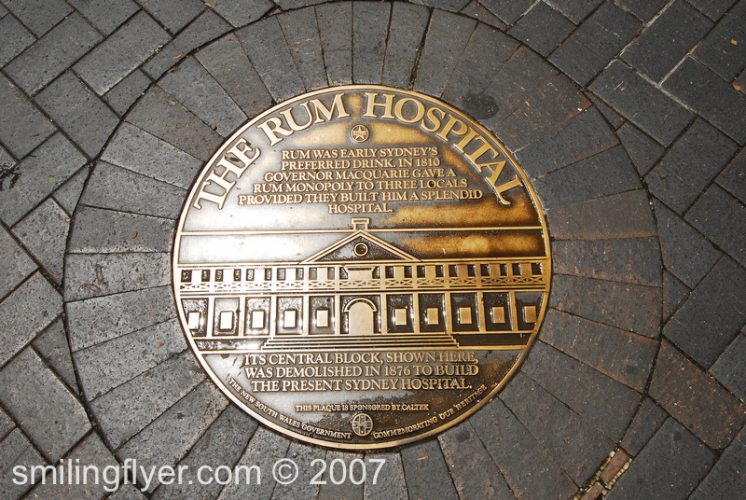 THE RUM HOSPITAL
RUM WAS EARLY SYDNEY'S
PREFERRED DRINK. IN 1810
GOVERNOR MACQUARIE GAVE A
RUM MONOPOLY TO THREE LOCALS
PROVIDED THEY BUILT HIM A SPLENDID
HOSPITAL.
ITS CENTRAL BLOCK, SHOWN HERE,
WAS DEMOLISHED IN 1876 TO BUILD
THE PRESENT SYDNEY HOSPITAL.
THIS PLAQUE IS SPONSORED BY CALTEX
THE NEW SOUTH WALES GOVERNMENT COMMEMORATING OUR HERITAGE
smilingflyer.com © 2007